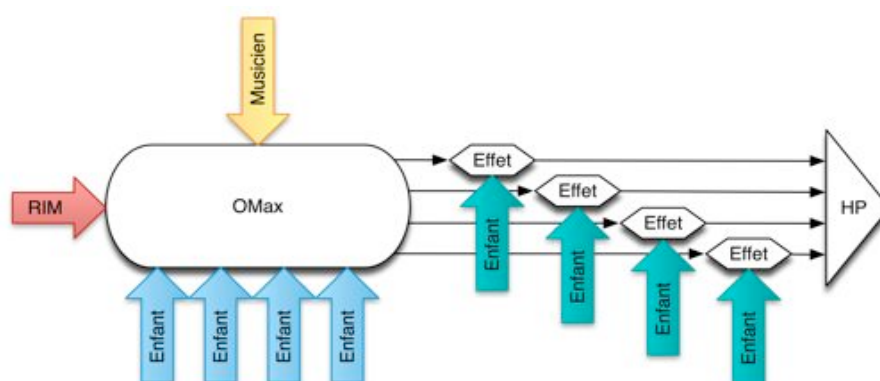 Musicien
RIM
OMax
Effet
Effet
Effet
Effet
HP
Enfant
Enfant
Enfant
Enfant
Enfant
Enfant
Enfant
Enfant